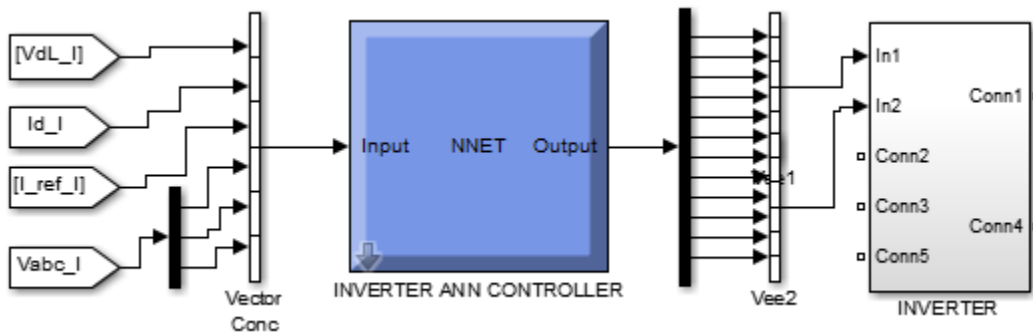 [VdL_I]
Id_I
[I_ref_I]
Vabc_I
Vector
Conc
Input
NNET
Output
INVERTER ANN CONTROLLER
Vee2
In1
In2
Conn1
Conn2
Conn3
Conn4
Conn5
INVERTER